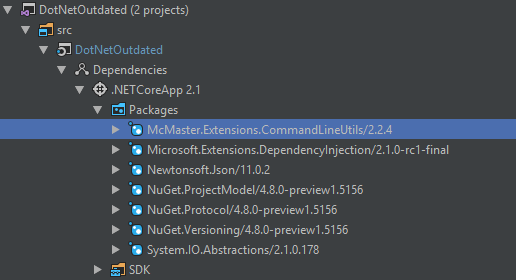 DotNetOutdated (2 projects)
src
DotNetOutdated
Dependencies
.NETCoreApp 2.1
Packages
McMaster.Extensions.CommandLineUtils/2.2.4
Microsoft.Extensions.DependencyInjection/2.1.0-rc1-final
Newtonsoft.Json/11.0.2
NuGet.ProjectModel/4.8.0-preview1.5156
NuGet.Protocol/4.8.0-preview1.5156
NuGet.Versioning/4.8.0-preview1.5156
System.IO.Abstractions/2.1.0.178
SDK